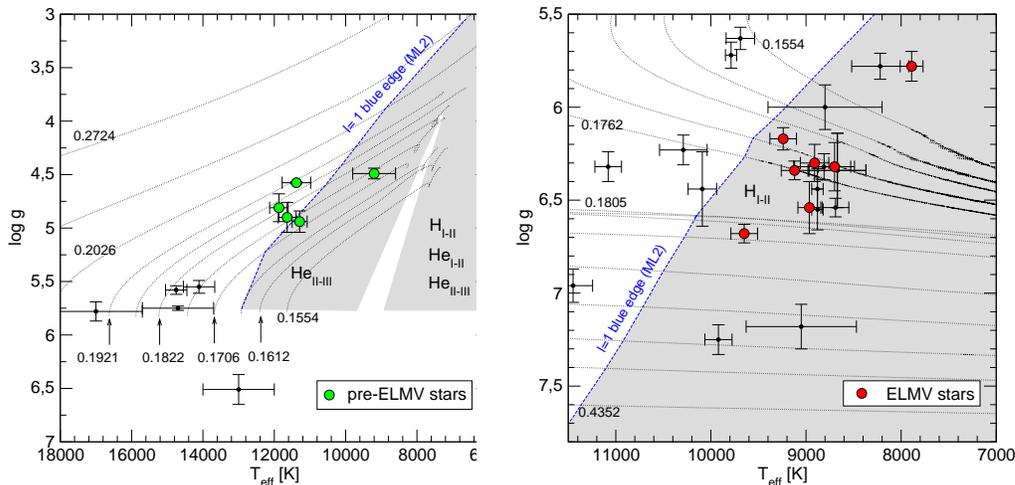 3
3,5
4
4,5
5
5,5
6
6,5
7
log g
18000
16000
14000
12000
10000
8000
6
T_eff [K]
0.2724
0.2026
0.1921
0.1822
0.1706
0.1612
0.1554
l= 1 blue edge (ML2)
He_II-III
H_I-II
He_I-II
He_II-III
pre-ELMV stars
5,5
6
6,5
7
7,5
log g
11000
10000
9000
8000
7000
T_eff [K]
0.1554
0.1762
0.1805
0.4352
l=1 blue edge (ML2)
H_I-II
ELMV stars